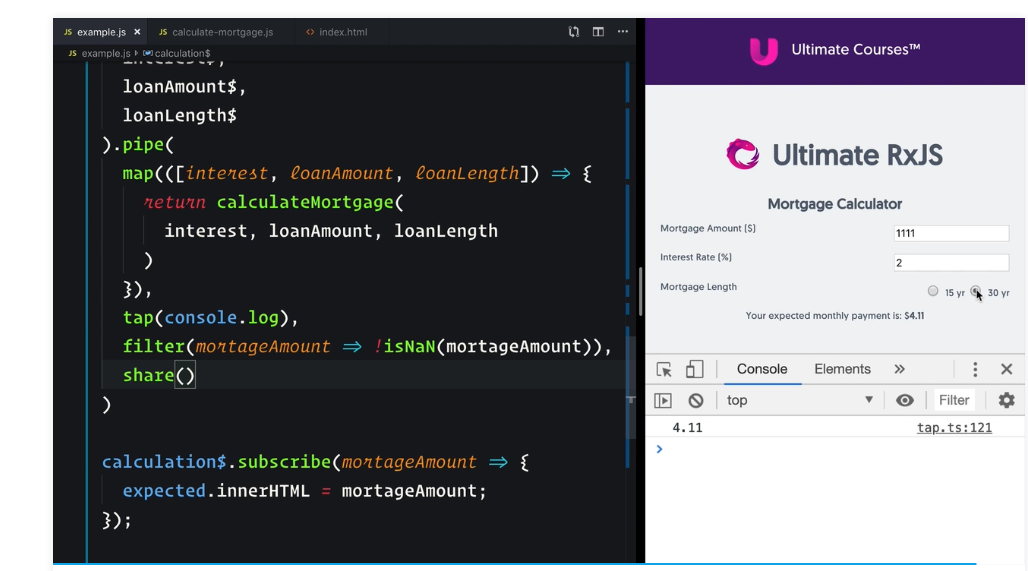 JS example.js × JS calculate-mortgage.js <> index.html ···
JS example.js › calculation$
interest$,
loanAmount$,
loanLength$
).pipe(
map(([interest, loanAmount, loanLength]) => {
return calculateMortgage(
interest, loanAmount, loanLength
)
}),
tap(console.log),
filter(mortageAmount => !isNaN(mortageAmount)),
share()
)
calculation$.subscribe(mortageAmount => {
expected.innerHTML = mortageAmount;
});
Ultimate Courses™
Ultimate RxJS
Mortgage Calculator
Mortgage Amount ($) 1111
Interest Rate (%) 2
Mortgage Length 15 yr 30 yr
Your expected monthly payment is: $4.11
Console Elements »
top Filter
4.11 tap.ts:121